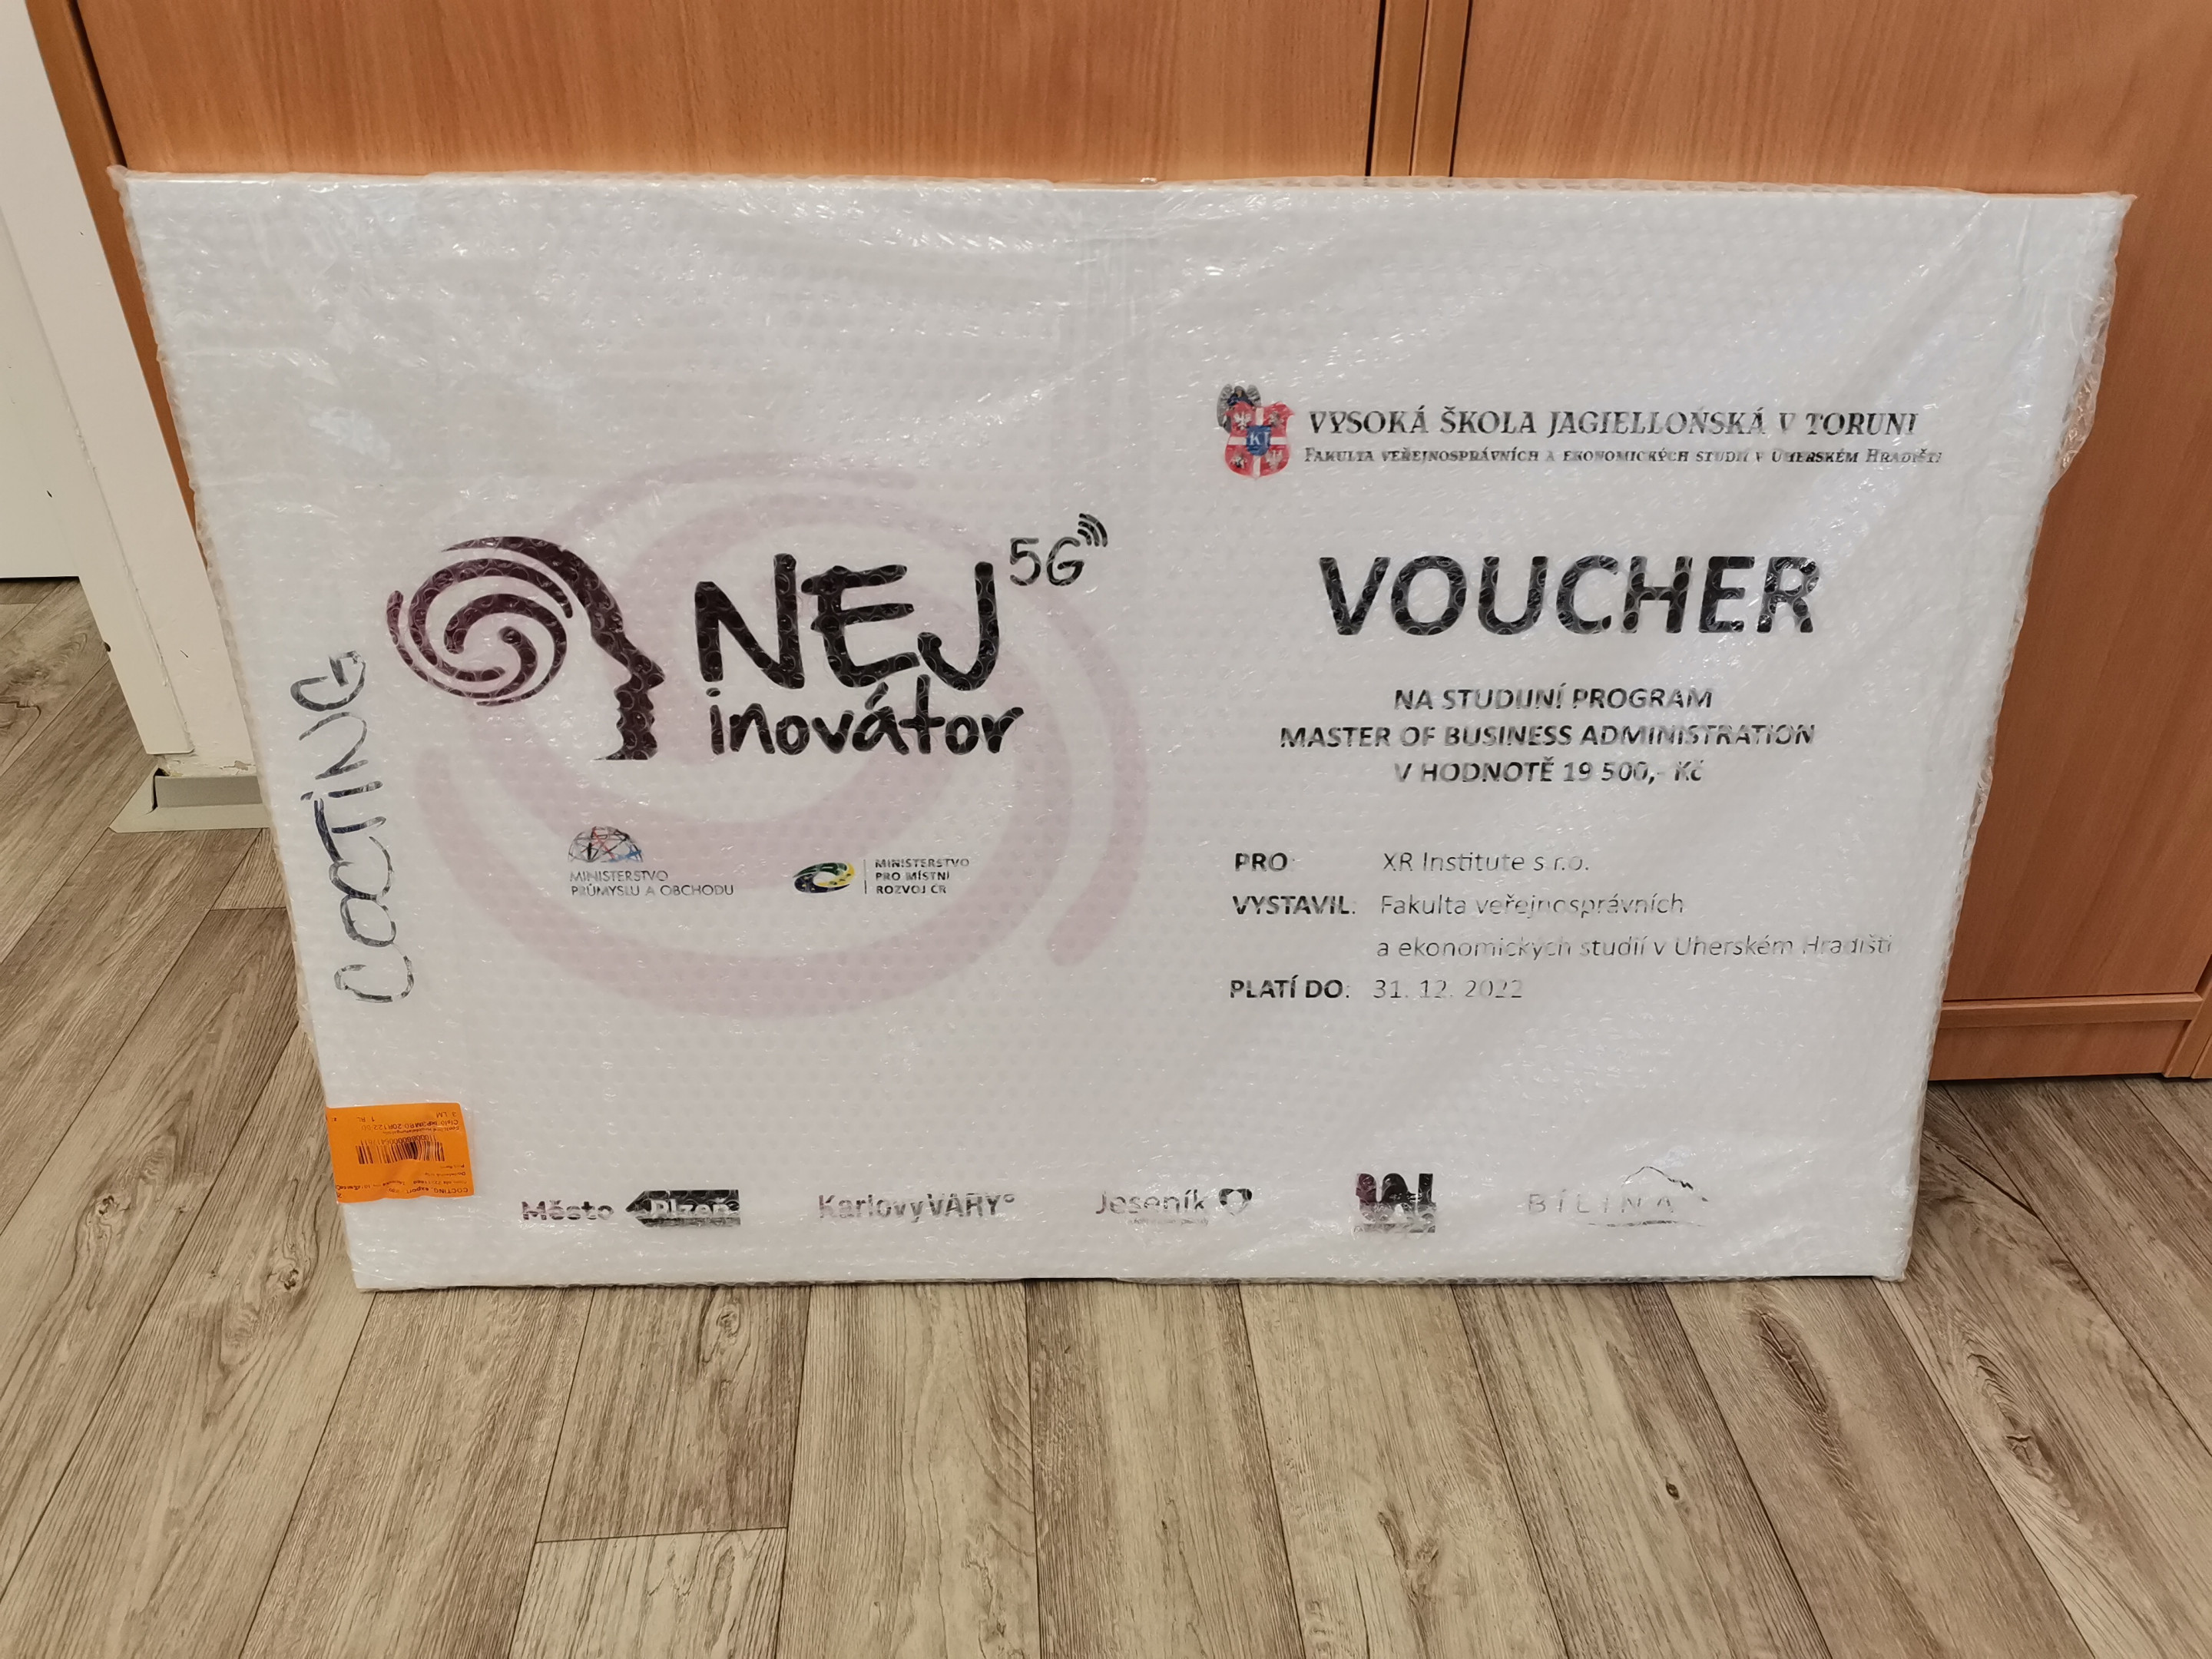 VYSOKÁ ŠKOLA JAGIELLOŃSKÁ V TORUNI
FAKULTA VEŘEJNOSPRÁVNÍCH A EKONOMICKÝCH STUDIÍ V UHERSKÉM HRADIŠTI
NEJ 5G
inovátor
MINISTERSTVO
PRŮMYSLU A OBCHODU
MINISTERSTVO
PRO MÍSTNÍ
ROZVOJ ČR
COCTING
VOUCHER
NA STUDIJNÍ PROGRAM
MASTER OF BUSINESS ADMINISTRATION
V HODNOTĚ 19 500,- Kč
PRO: XR Institute s.r.o.
VYSTAVIL: Fakulta veřejnosprávních
a ekonomických studií v Uherském Hradišti
PLATÍ DO: 31. 12. 2022
Město Plzeň
KarlovyVARY°
Jeseník
BÍLINA